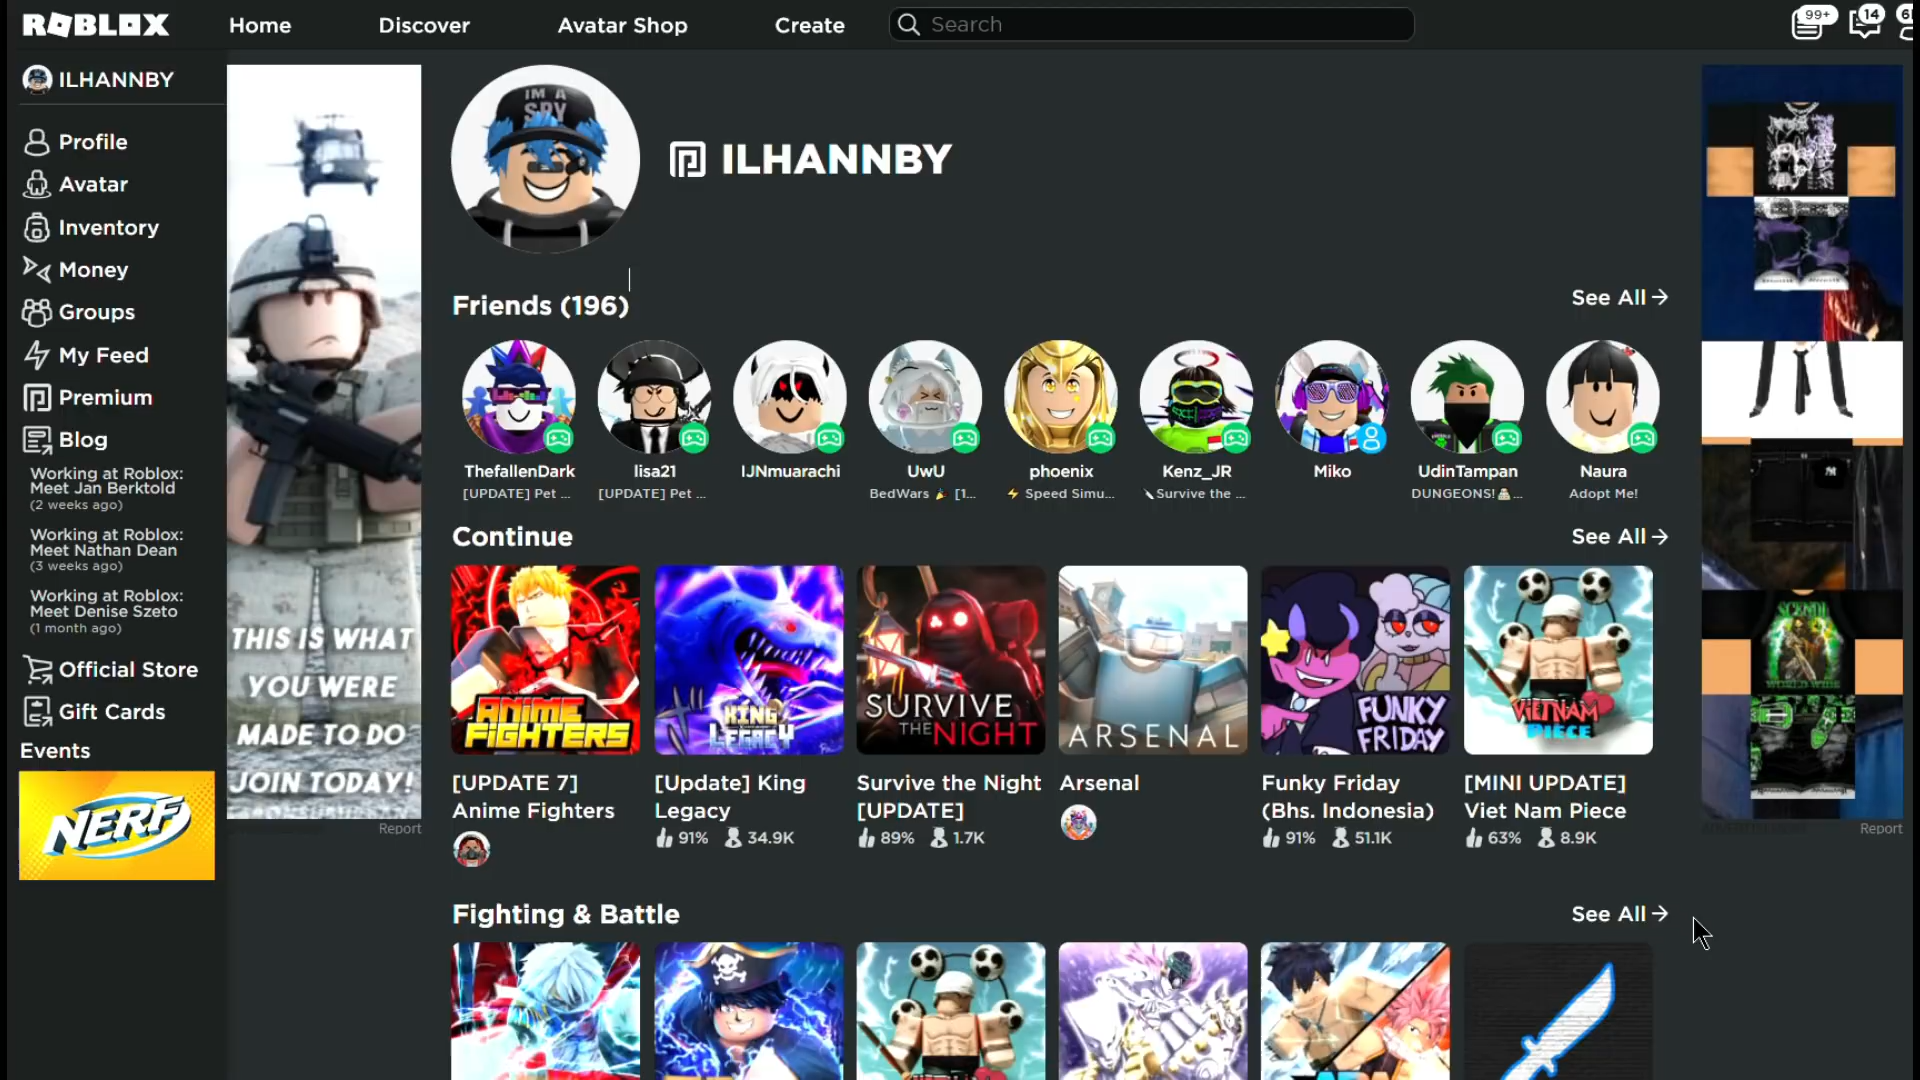 ROBLOX
Home
Discover
Avatar Shop
Create
Search
99+
14
ILHANNBY
Profile
Avatar
Inventory
Money
Groups
My Feed
Premium
Blog
Working at Roblox:
Meet Jan Berktold
(2 weeks ago)
Working at Roblox:
Meet Nathan Dean
(3 weeks ago)
Working at Roblox:
Meet Denise Szeto
(1 month ago)
Official Store
Gift Cards
Events
NERF
THIS IS WHAT
YOU WERE
MADE TO DO
JOIN TODAY!
Report
IM A
SPY
ILHANNBY
Friends (196)
See All
ThefallenDark
[UPDATE] Pet ...
lisa21
[UPDATE] Pet ...
IJNmuarachi
UwU
BedWars 🎉 [1...
phoenix
⚡ Speed Simu...
Kenz_JR
🔪Survive the ...
Miko
UdinTampan
DUNGEONS!...
Naura
Adopt Me!
Continue
See All
ANIME
FIGHTERS
KING
LEGACY
SURVIVE
THE NIGHT
ARSENAL
FUNKY
FRIDAY
VIETNAM
PIECE
[UPDATE 7]
Anime Fighters
[Update] King
Legacy
91% 34.9K
Survive the Night
[UPDATE]
89% 1.7K
Arsenal
Funky Friday
(Bhs. Indonesia)
91% 51.1K
[MINI UPDATE]
Viet Nam Piece
63% 8.9K
Fighting & Battle
See All
WORLD WIDE
Report